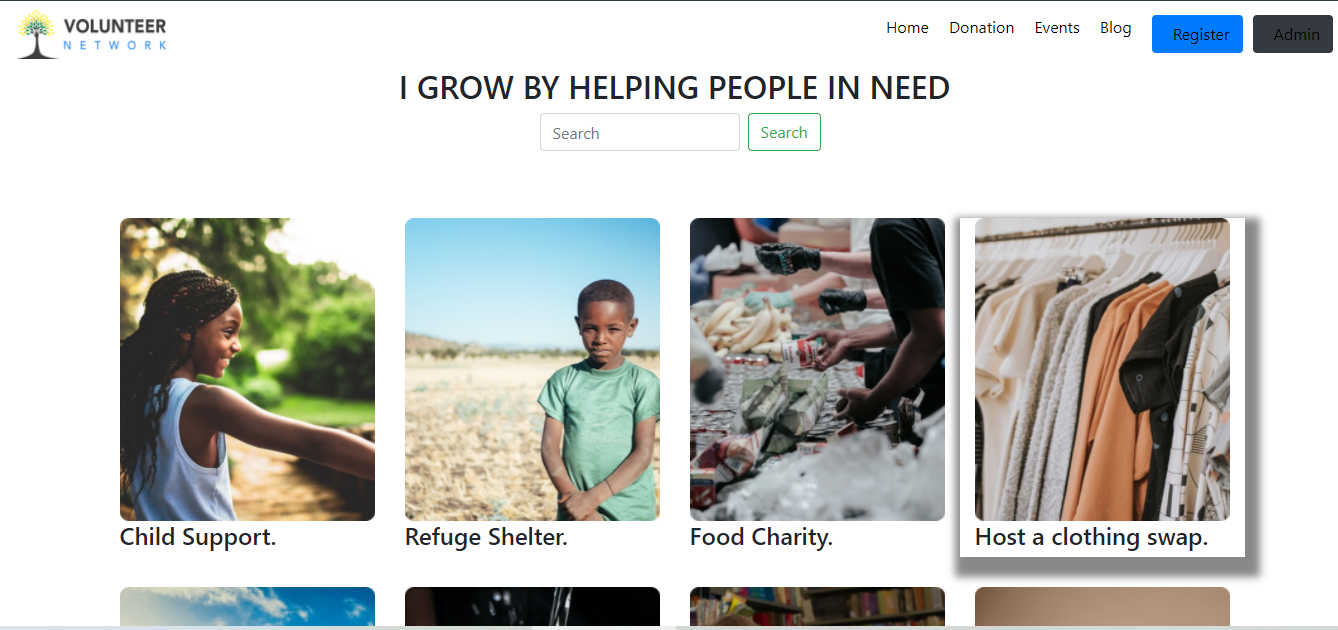 VOLUNTEER
NETWORK
Home Donation Events Blog Register Admin
I GROW BY HELPING PEOPLE IN NEED
Search Search
Child Support. Refuge Shelter. Food Charity. Host a clothing swap.